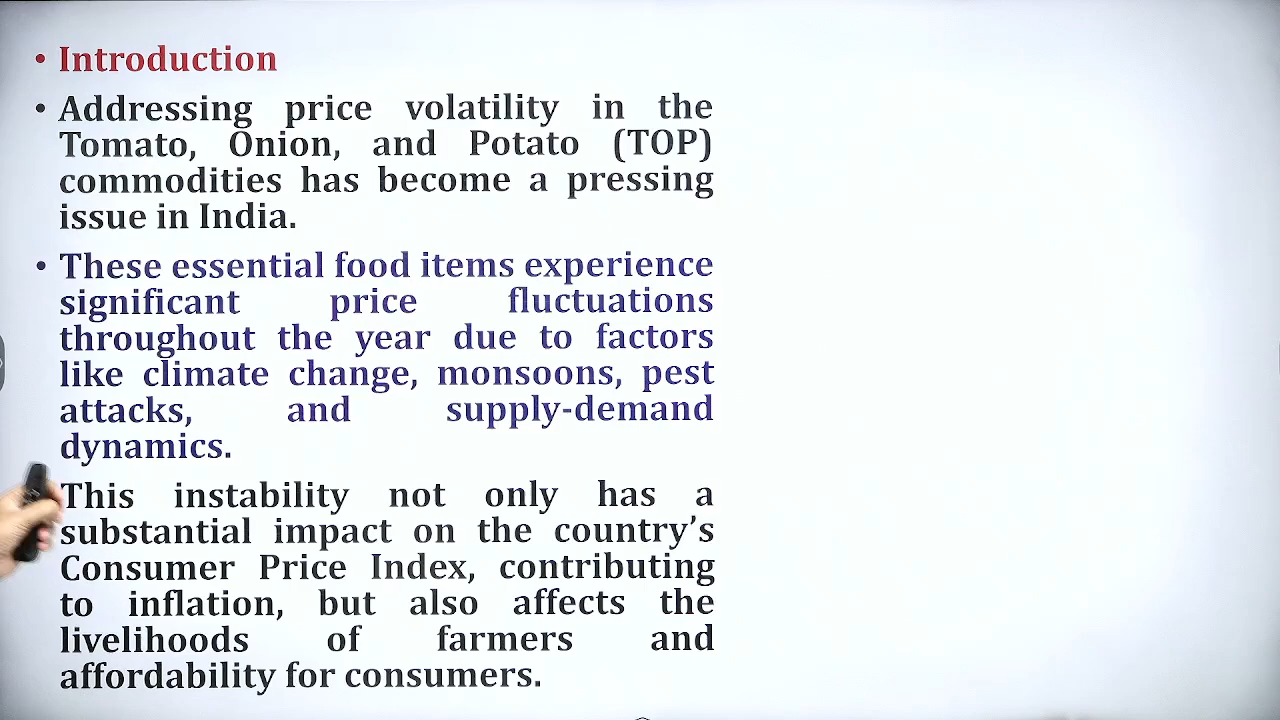 • Introduction
• Addressing price volatility in the
Tomato, Onion, and Potato (TOP)
commodities has become a pressing
issue in India.
• These essential food items experience
significant price fluctuations
throughout the year due to factors
like climate change, monsoons, pest
attacks, and supply-demand
dynamics.
This instability not only has a
substantial impact on the country’s
Consumer Price Index, contributing
to inflation, but also affects the
livelihoods of farmers and
affordability for consumers.